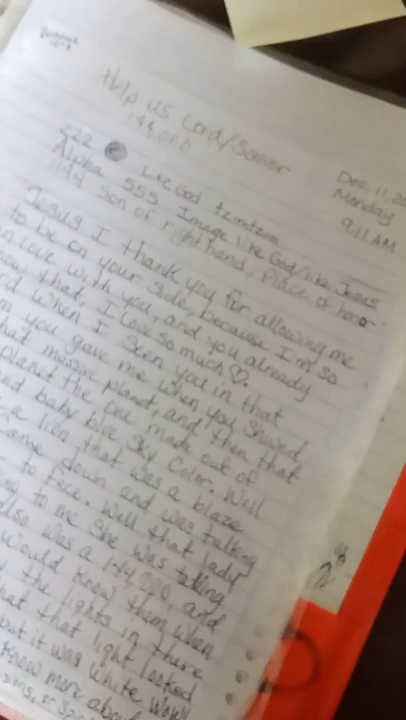 Help us Lord/Savior
144,000
Dec, 11, 20
Monday
9:11 AM
222 Like God
Alpha 555 Image like God/like Jesus
144 Son of right hand, Place of honor
Jesus I thank you for allowing me
to be on your side, because I'm so
in love with you, and you already
know that, I love so much ♡.
when I Seen you in that
you gave me when you Showed
that massive planet, and then that
planet the one made out of
and baby blue Sky Color. Well
lion that was a blaze
down and was talking
to face. Well that lady
to me She was telling
also was a 144,000, and
would know them when
the lights in there
that that light looked
but it was white
know more about